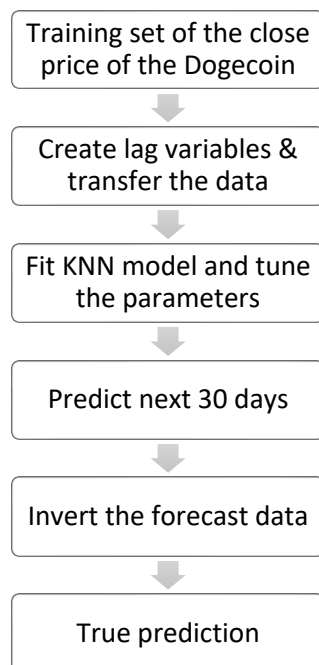 Training set of the close
price of the Dogecoin
Create lag variables &
transfer the data
Fit KNN model and tune
the parameters
Predict next 30 days
Invert the forecast data
True prediction